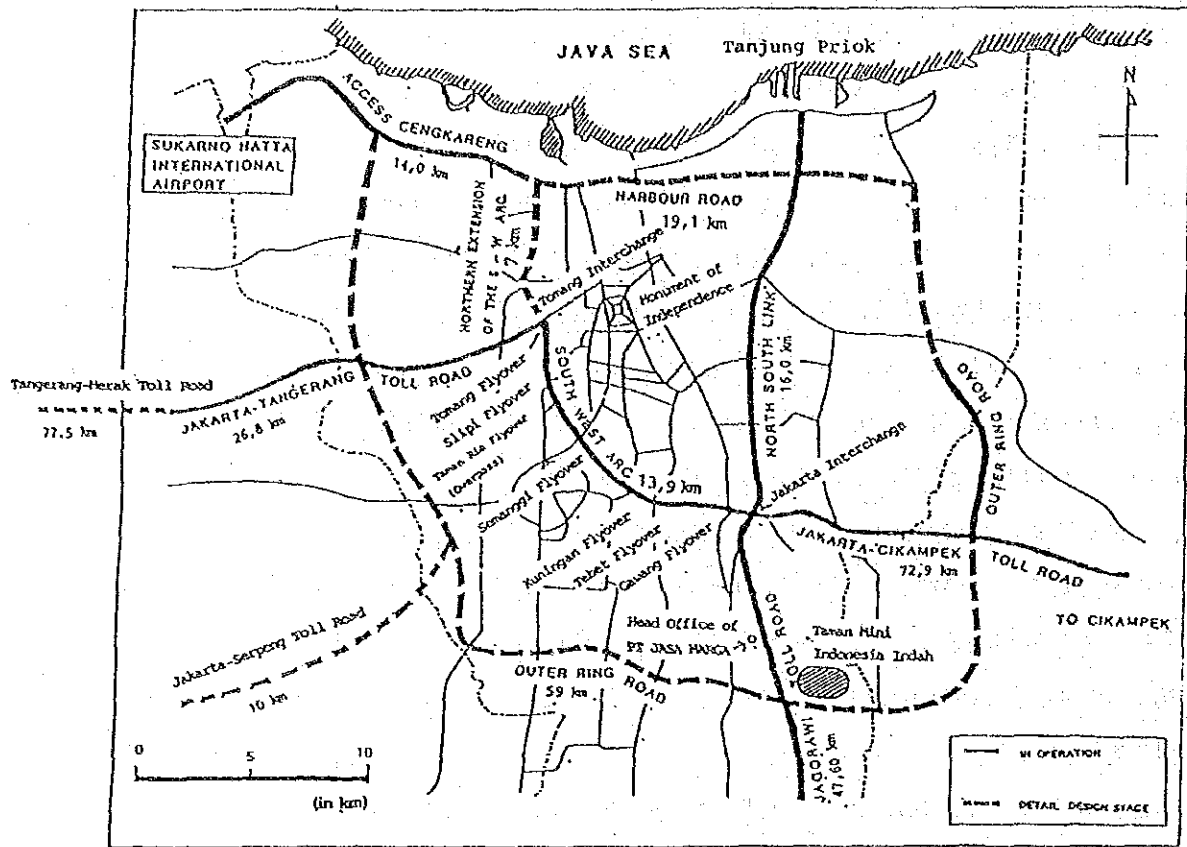 JAVA SEA
Tanjung Priok
N
ACCESS CENGKARENG
14,0 km
SUKARNO HATTA
INTERNATIONAL
AIRPORT
HARBOUR ROAD
19,1 km
NORTHERN EXTENSION
OF THE S-W ARC
7 km
Tomang Interchange
Monument of
Independence
NORTH SOUTH LINK
16,0 km
OUTER RING ROAD
Tangerang-Merak Toll Road
77.5 km
JAKARTA-TANGERANG TOLL ROAD
26,8 km
Tomang Flyover
Slipi Flyover
Taman Ria Flyover
(Overpass)
Semanggi Flyover
SOUTH WEST ARC
13,9 km
Jakarta Interchange
Kuningan Flyover
Tebet Flyover
Cawang Flyover
JAKARTA-CIKAMPEK TOLL ROAD
72,9 km
TO CIKAMPEK
Jakarta-Serpong Toll Road
10 km
Head Office of
PT JASA MARGA
Taman Mini
Indonesia Indah
OUTER RING ROAD
59 km
JAGORAWI TOLL ROAD
47,60 km
0 5 10
(in km)
IN OPERATION
DETAIL DESIGN STAGE